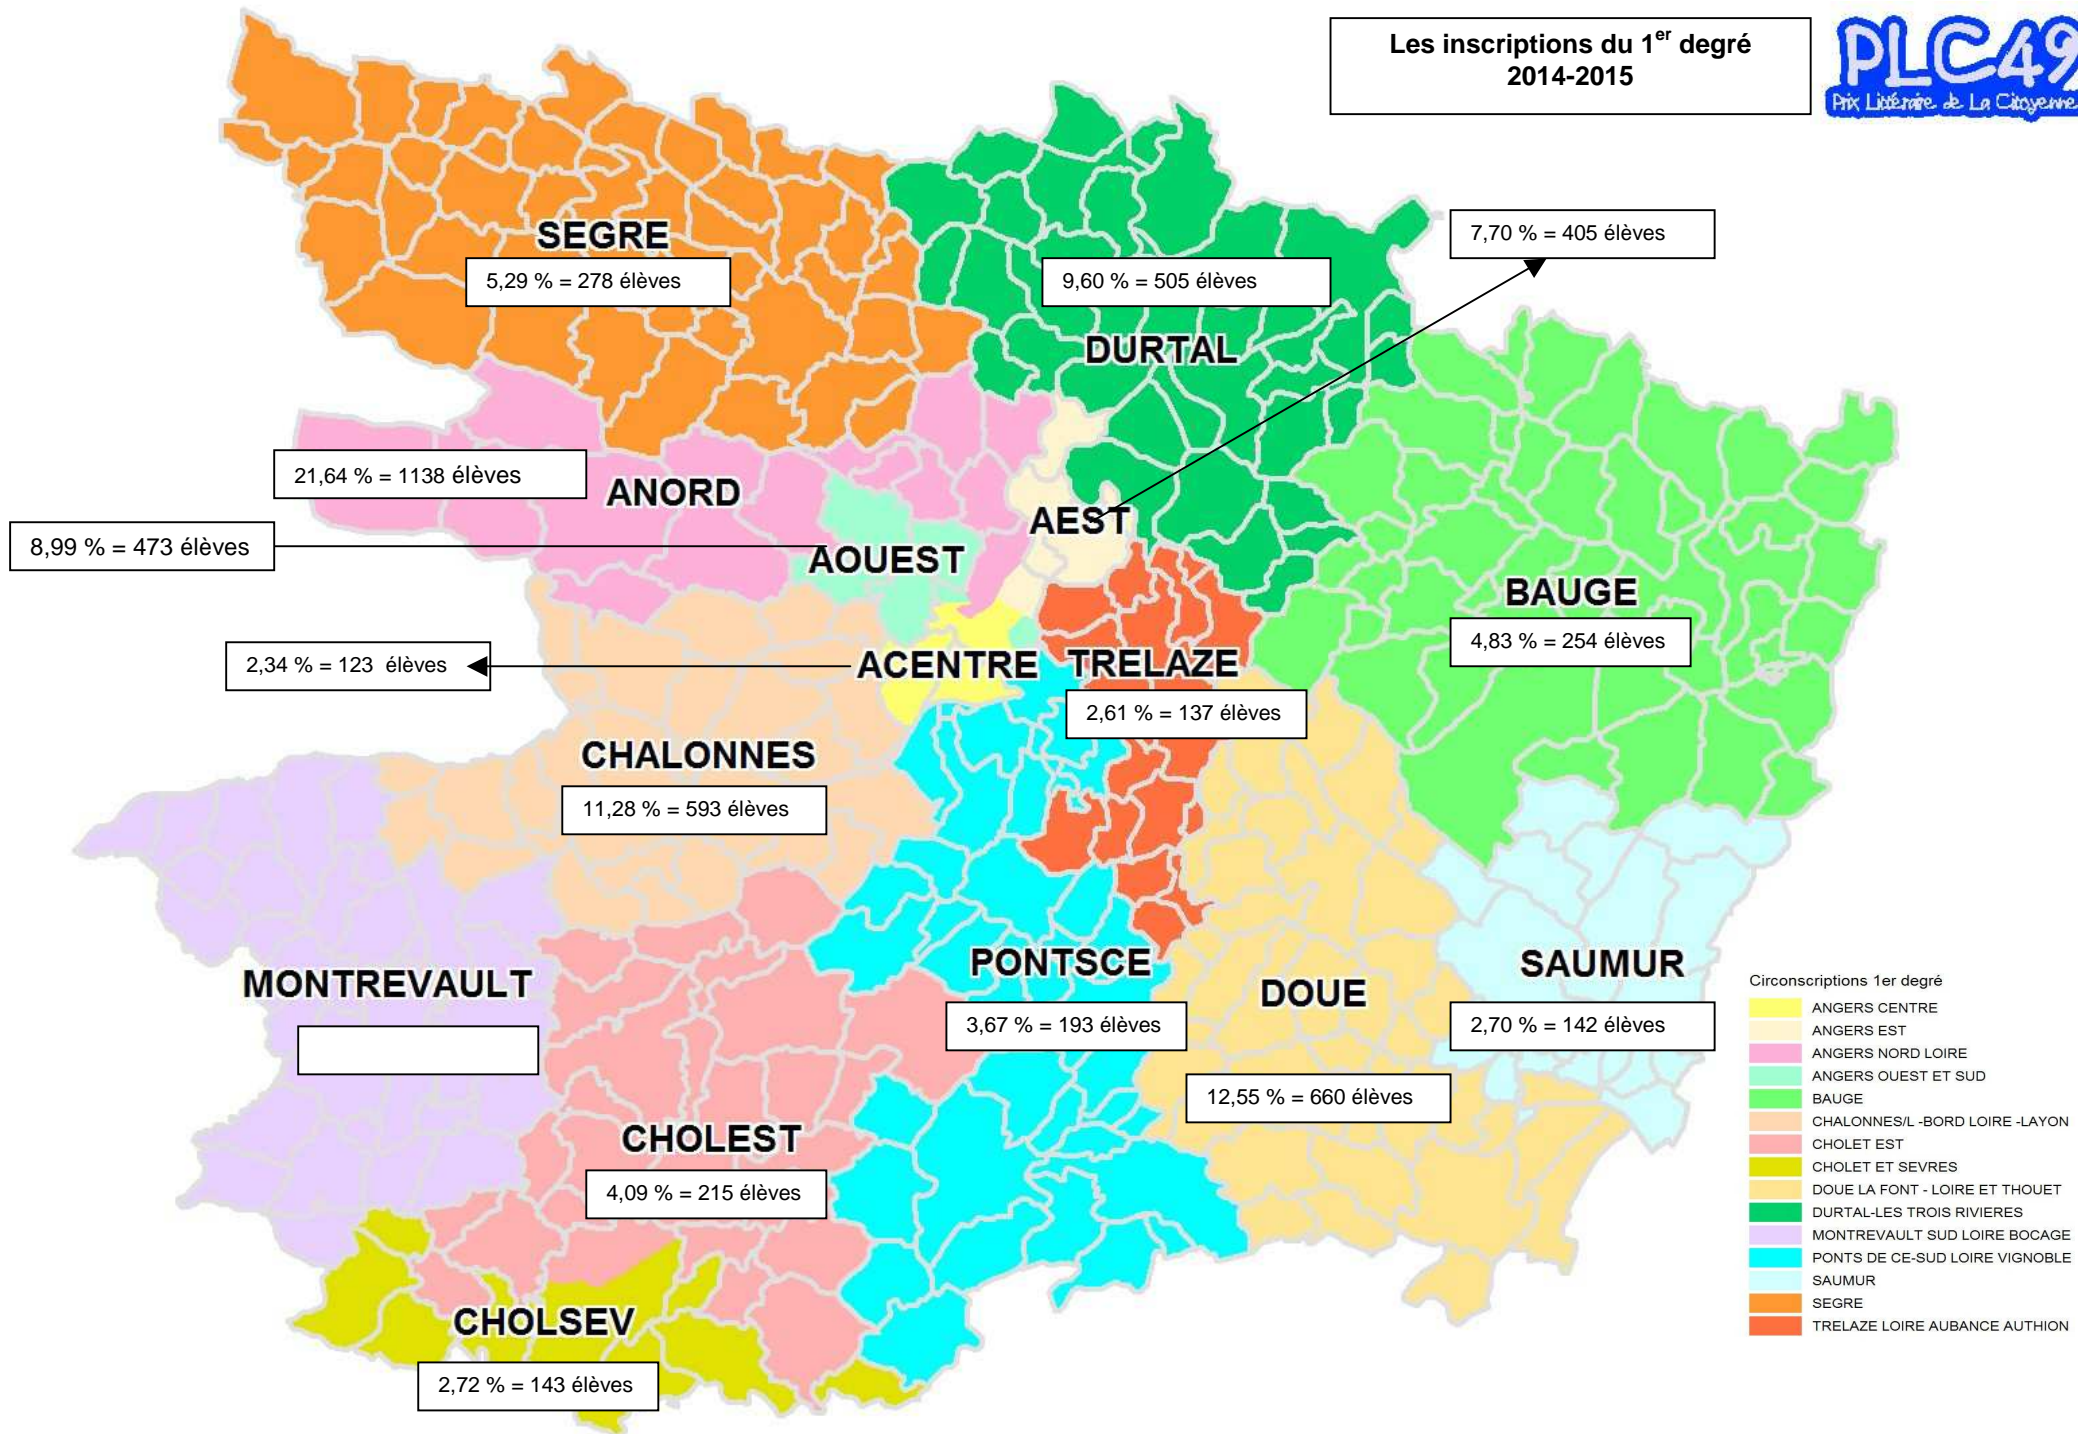 Les inscriptions du 1er degré
2014-2015
PLC49
Prix Littéraire de La Citoyenne
SEGRE
5,29 % = 278 élèves
9,60 % = 505 élèves
7,70 % = 405 élèves
DURTAL
21,64 % = 1138 élèves
ANORD
AEST
8,99 % = 473 élèves
AOUEST
BAUGE
4,83 % = 254 élèves
2,34 % = 123 élèves
ACENTRE
TRELAZE
2,61 % = 137 élèves
CHALONNES
11,28 % = 593 élèves
MONTREVAULT
PONTSCE
3,67 % = 193 élèves
DOUE
12,55 % = 660 élèves
SAUMUR
2,70 % = 142 élèves
CHOLEST
4,09 % = 215 élèves
CHOLSEV
2,72 % = 143 élèves
Circonscriptions 1er degré
ANGERS CENTRE
ANGERS EST
ANGERS NORD LOIRE
ANGERS OUEST ET SUD
BAUGE
CHALONNES/L -BORD LOIRE -LAYON
CHOLET EST
CHOLET ET SEVRES
DOUE LA FONT - LOIRE ET THOUET
DURTAL-LES TROIS RIVIERES
MONTREVAULT SUD LOIRE BOCAGE
PONTS DE CE-SUD LOIRE VIGNOBLE
SAUMUR
SEGRE
TRELAZE LOIRE AUBANCE AUTHION